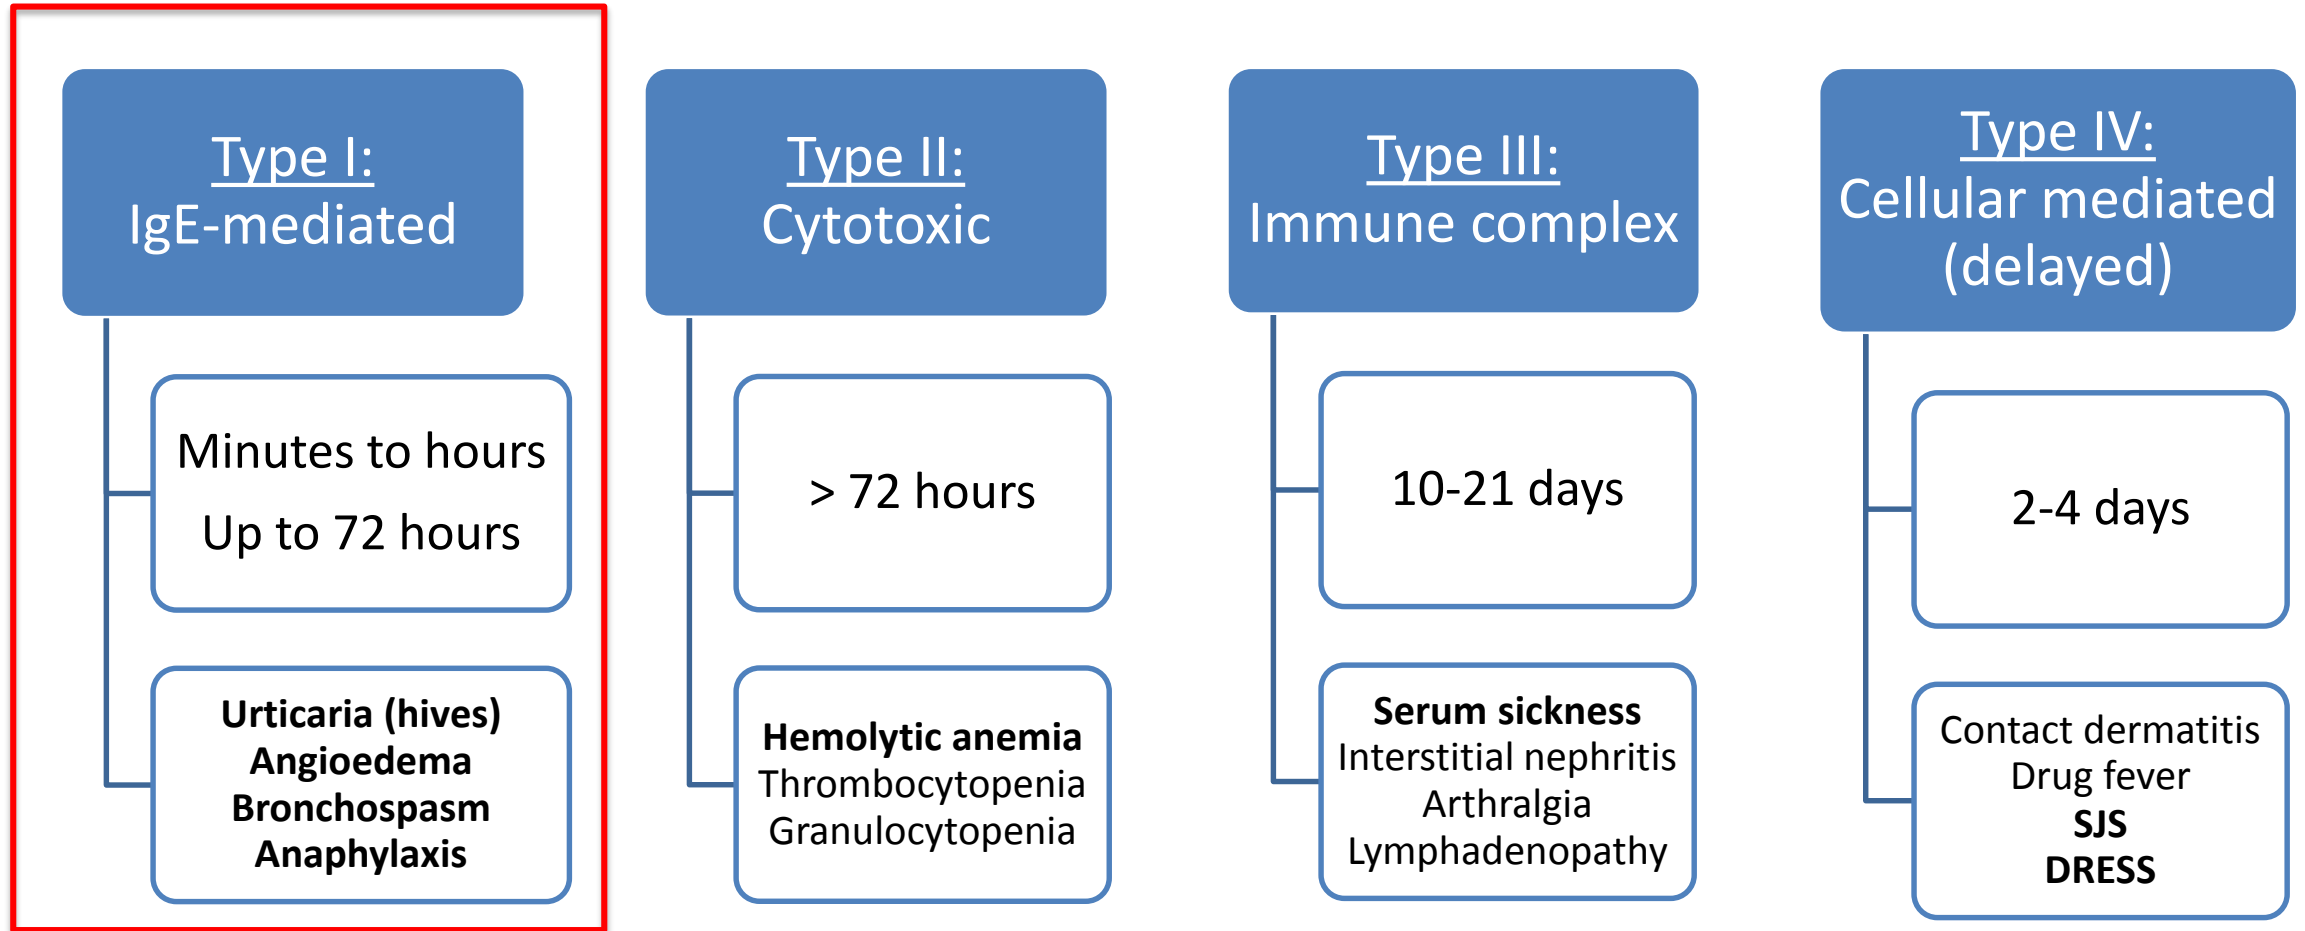 Type I:
IgE-mediated
Minutes to hours
Up to 72 hours
Urticaria (hives)
Angioedema
Bronchospasm
Anaphylaxis
Type II:
Cytotoxic
> 72 hours
Hemolytic anemia
Thrombocytopenia
Granulocytopenia
Type III:
Immune complex
10-21 days
Serum sickness
Interstitial nephritis
Arthralgia
Lymphadenopathy
Type IV:
Cellular mediated
(delayed)
2-4 days
Contact dermatitis
Drug fever
SJS
DRESS